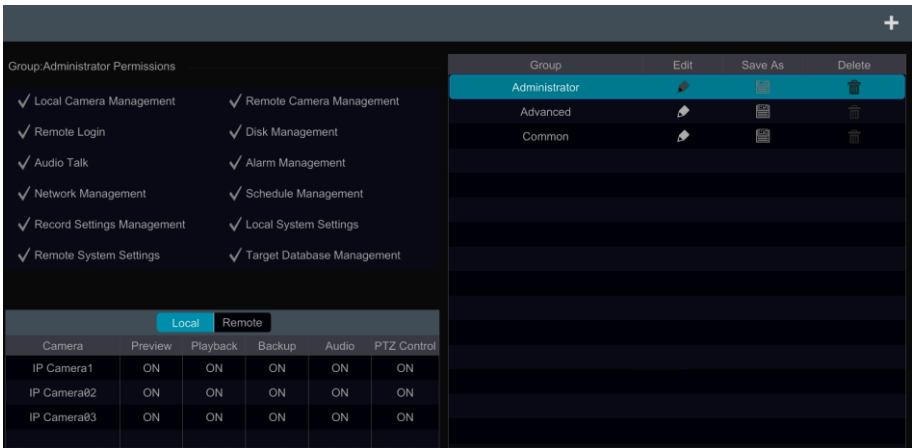 +
Group:Administrator Permissions
Local Camera Management Remote Camera Management
Remote Login Disk Management
Audio Talk Alarm Management
Network Management Schedule Management
Record Settings Management Local System Settings
Remote System Settings Target Database Management
Local Remote
Camera Preview Playback Backup Audio PTZ Control
IP Camera1 ON ON ON ON ON
IP Camera02 ON ON ON ON ON
IP Camera03 ON ON ON ON ON
Group Edit Save As Delete
Administrator
Advanced
Common